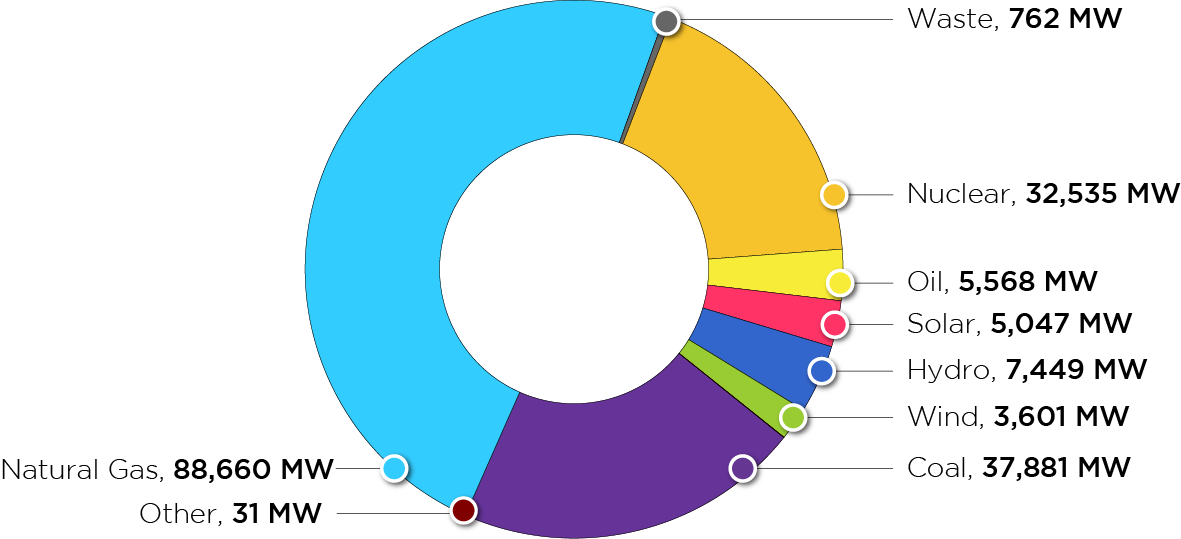 Waste, 762 MW
Nuclear, 32,535 MW
Oil, 5,568 MW
Solar, 5,047 MW
Hydro, 7,449 MW
Wind, 3,601 MW
Coal, 37,881 MW
Natural Gas, 88,660 MW
Other, 31 MW